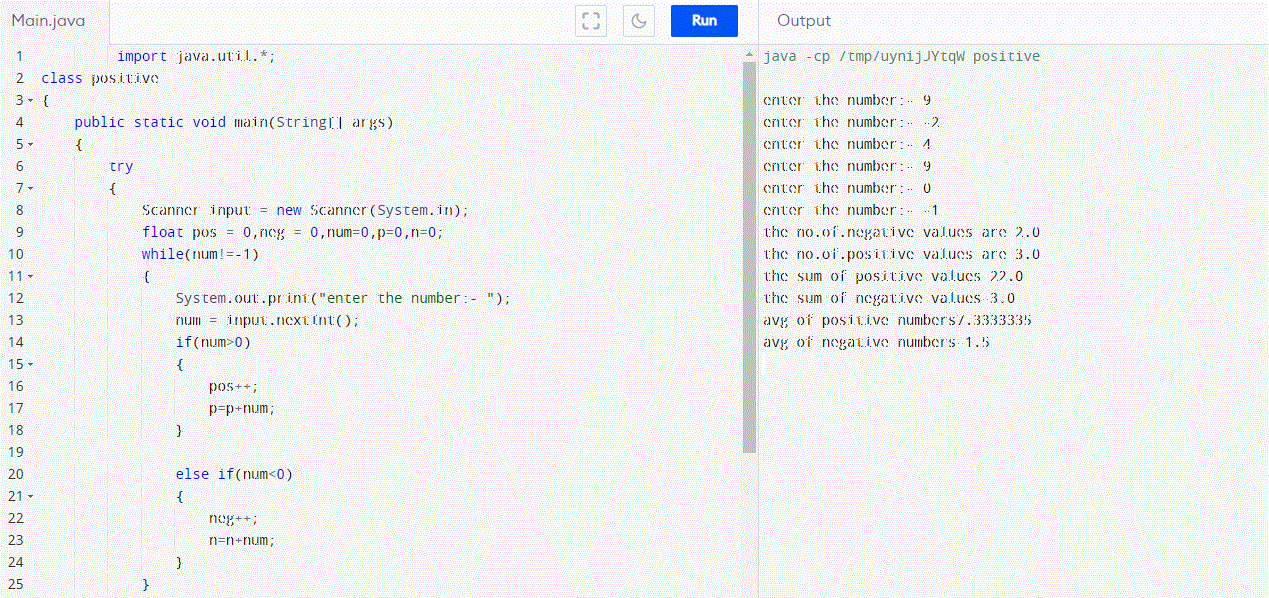 Main.java
Run
Output
1 import java.util.*;
2 class positive
3 {
4 public static void main(String[] args)
5 {
6 try
7 {
8 Scanner input = new Scanner(System.in);
9 float pos = 0,neg = 0,num=0,p=0,n=0;
10 while(num!=-1)
11 {
12 System.out.print("enter the number:- ");
13 num = input.nextInt();
14 if(num>0)
15 {
16 pos++;
17 p=p+num;
18 }
19
20 else if(num<0)
21 {
22 neg++;
23 n=n+num;
24 }
25 }
java -cp /tmp/uynijJYtqW positive
enter the number:- 9
enter the number:- -2
enter the number:- 4
enter the number:- 9
enter the number:- 0
enter the number:- -1
the no.of.negative values are 2.0
the no.of.positive values are 3.0
the sum of positive values 22.0
the sum of negative values-3.0
avg of positive numbers7.3333335
avg of negative numbers-1.5